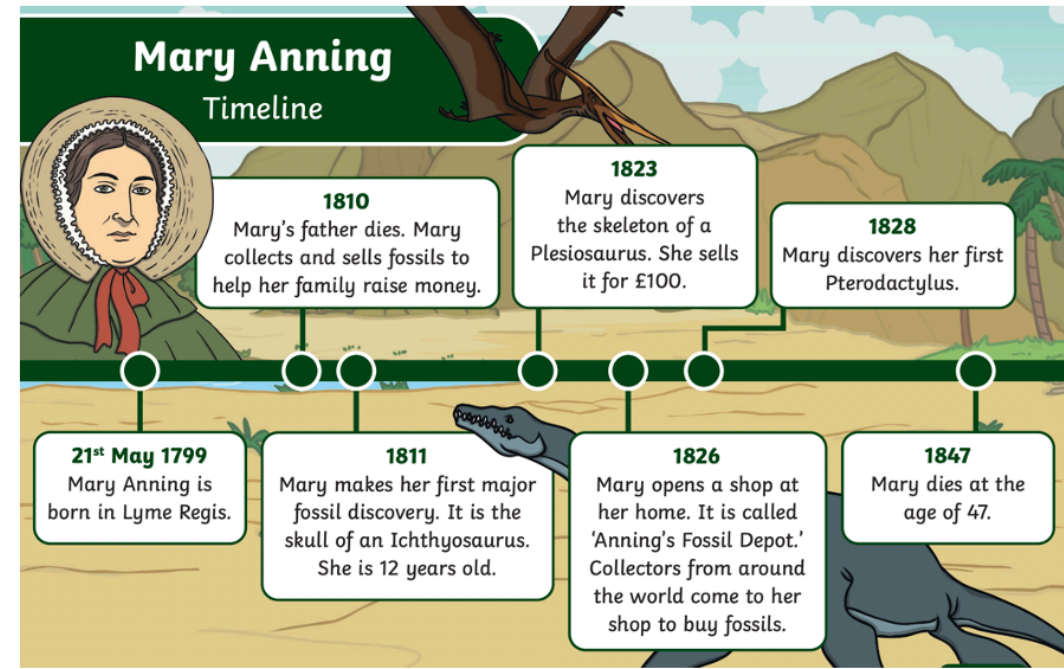 Mary Anning
Timeline
21st May 1799
Mary Anning is
born in Lyme Regis.
1810
Mary’s father dies. Mary
collects and sells fossils to
help her family raise money.
1811
Mary makes her first major
fossil discovery. It is the
skull of an Ichthyosaurus.
She is 12 years old.
1823
Mary discovers
the skeleton of a
Plesiosaurus. She sells
it for £100.
1826
Mary opens a shop at
her home. It is called
‘Anning’s Fossil Depot.’
Collectors from around
the world come to her
shop to buy fossils.
1828
Mary discovers her first
Pterodactylus.
1847
Mary dies at the
age of 47.